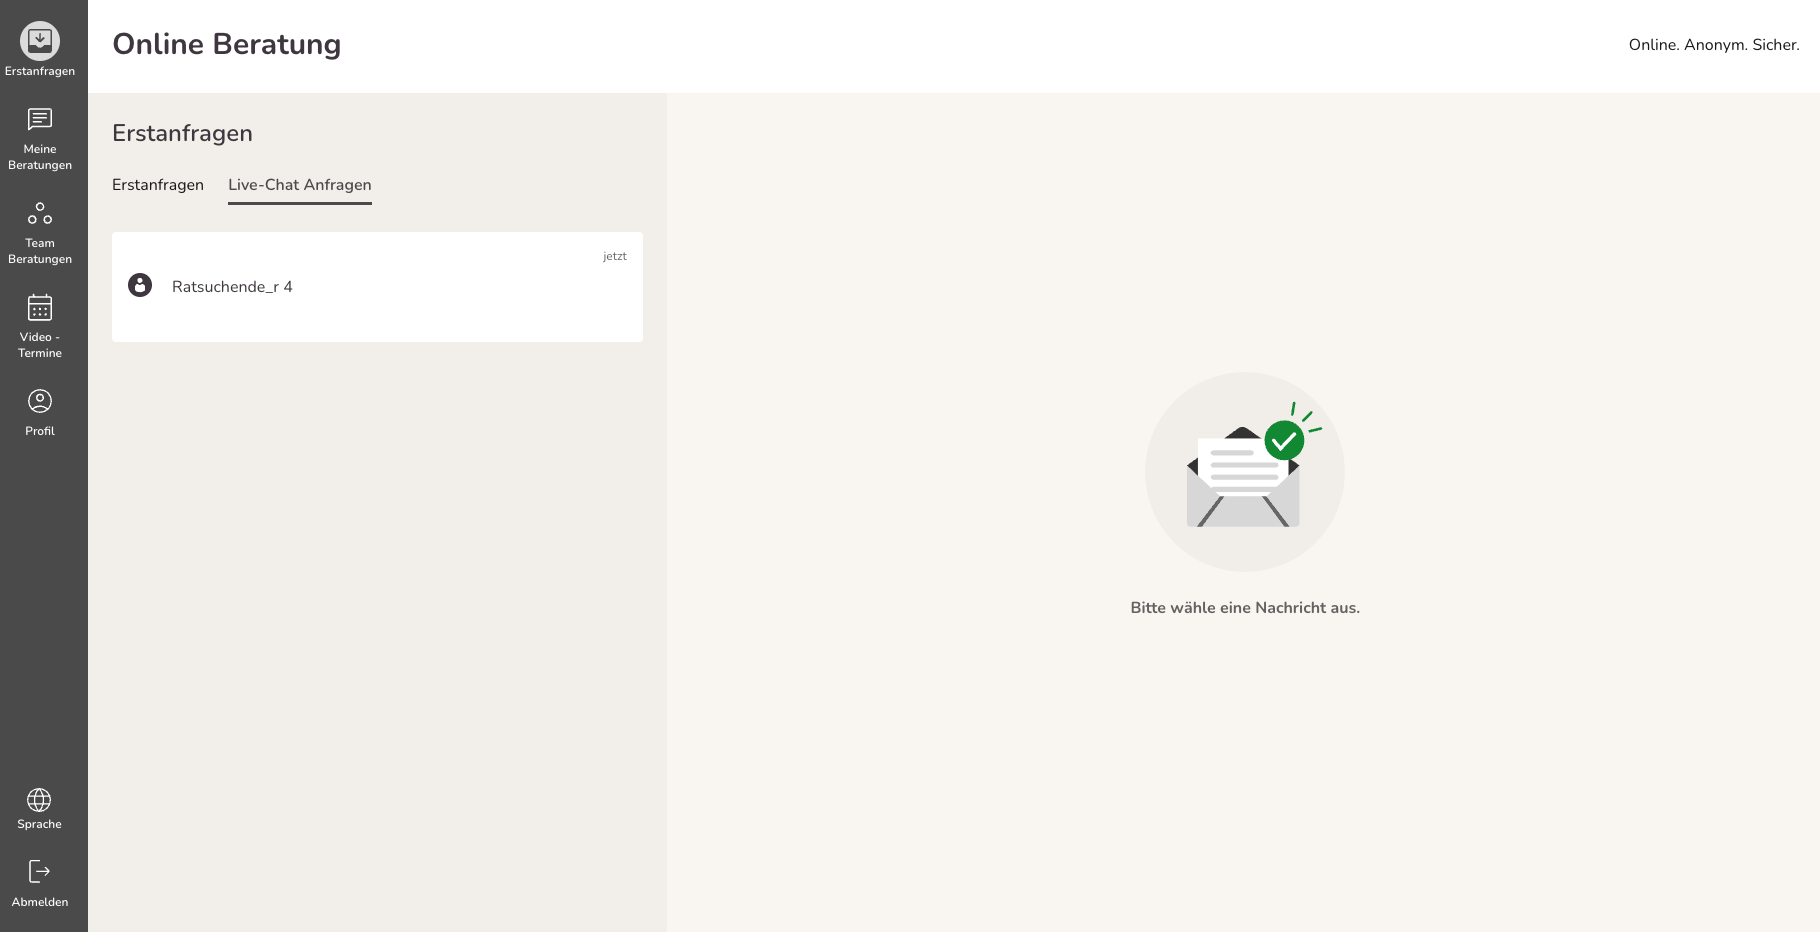 Erstanfragen
Meine
Beratungen
Team
Beratungen
Video -
Termine
Profil
Sprache
Abmelden
Online Beratung
Online. Anonym. Sicher.
Erstanfragen
Erstanfragen
Live-Chat Anfragen
jetzt
Ratsuchende_r 4
Bitte wähle eine Nachricht aus.